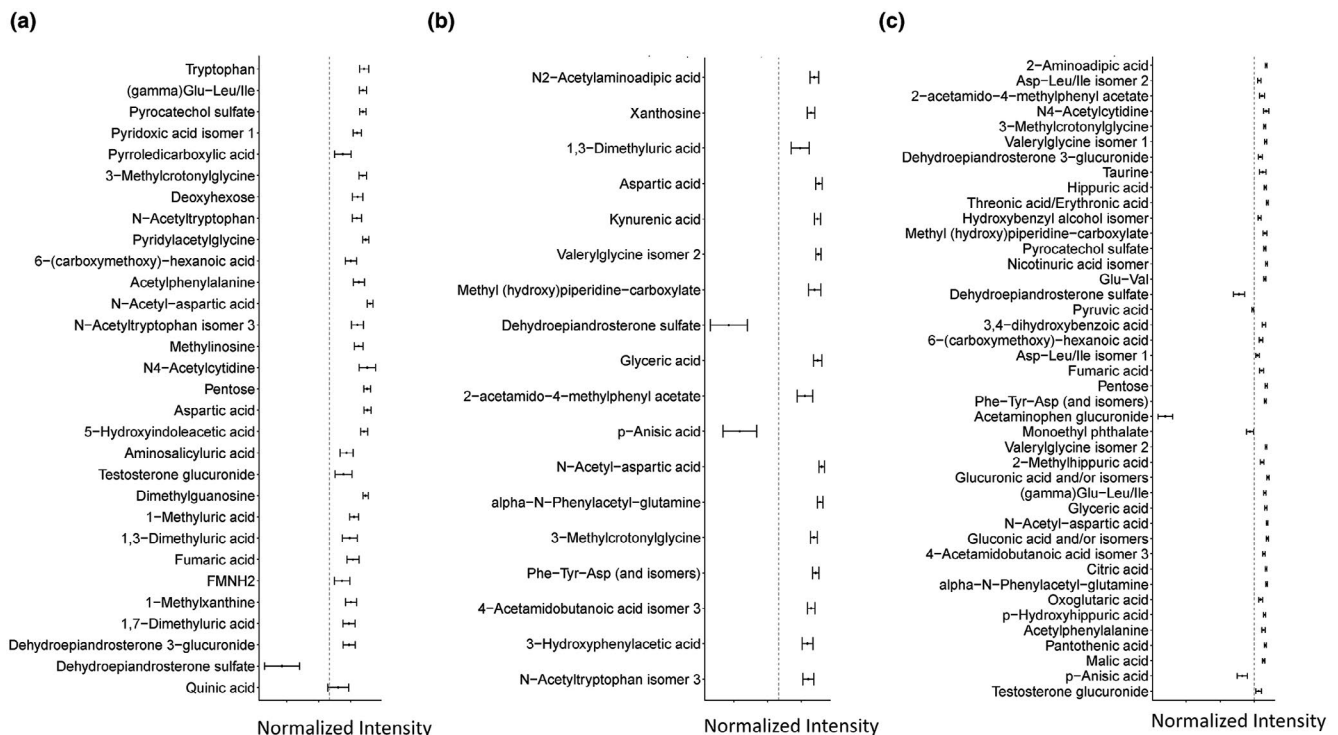 (a)
Tryptophan
(gamma)Glu−Leu/Ile
Pyrocatechol sulfate
Pyridoxic acid isomer 1
Pyrroledicarboxylic acid
3−Methylcrotonylglycine
Deoxyhexose
N−Acetyltryptophan
Pyridylacetylglycine
6−(carboxymethoxy)−hexanoic acid
Acetylphenylalanine
N−Acetyl−aspartic acid
N−Acetyltryptophan isomer 3
Methylinosine
N4−Acetylcytidine
Pentose
Aspartic acid
5−Hydroxyindoleacetic acid
Aminosalicyluric acid
Testosterone glucuronide
Dimethylguanosine
1−Methyluric acid
1,3−Dimethyluric acid
Fumaric acid
FMNH2
1−Methylxanthine
1,7−Dimethyluric acid
Dehydroepiandrosterone 3−glucuronide
Dehydroepiandrosterone sulfate
Quinic acid
Normalized Intensity
(b)
N2−Acetylaminoadipic acid
Xanthosine
1,3−Dimethyluric acid
Aspartic acid
Kynurenic acid
Valerylglycine isomer 2
Methyl (hydroxy)piperidine−carboxylate
Dehydroepiandrosterone sulfate
Glyceric acid
2−acetamido−4−methylphenyl acetate
p−Anisic acid
N−Acetyl−aspartic acid
alpha−N−Phenylacetyl−glutamine
3−Methylcrotonylglycine
Phe−Tyr−Asp (and isomers)
4−Acetamidobutanoic acid isomer 3
3−Hydroxyphenylacetic acid
N−Acetyltryptophan isomer 3
Normalized Intensity
(c)
2−Aminoadipic acid
Asp−Leu/Ile isomer 2
2−acetamido−4−methylphenyl acetate
N4−Acetylcytidine
3−Methylcrotonylglycine
Valerylglycine isomer 1
Dehydroepiandrosterone 3−glucuronide
Taurine
Hippuric acid
Threonic acid/Erythronic acid
Hydroxybenzyl alcohol isomer
Methyl (hydroxy)piperidine−carboxylate
Pyrocatechol sulfate
Nicotinuric acid isomer
Glu−Val
Dehydroepiandrosterone sulfate
Pyruvic acid
3,4−dihydroxybenzoic acid
6−(carboxymethoxy)−hexanoic acid
Asp−Leu/Ile isomer 1
Fumaric acid
Pentose
Phe−Tyr−Asp (and isomers)
Acetaminophen glucuronide
Monoethyl phthalate
Valerylglycine isomer 2
2−Methylhippuric acid
Glucuronic acid and/or isomers
(gamma)Glu−Leu/Ile
Glyceric acid
N−Acetyl−aspartic acid
Gluconic acid and/or isomers
4−Acetamidobutanoic acid isomer 3
Citric acid
alpha−N−Phenylacetyl−glutamine
Oxoglutaric acid
p−Hydroxyhippuric acid
Acetylphenylalanine
Pantothenic acid
Malic acid
p−Anisic acid
Testosterone glucuronide
Normalized Intensity